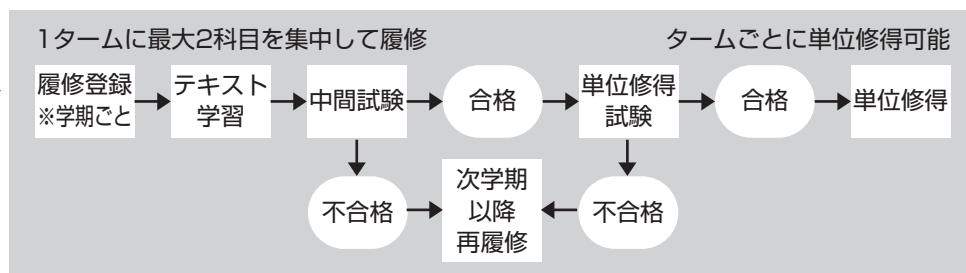 1タームに最大2科目を集中して履修
タームごとに単位修得可能
履修登録
※学期ごと
テキスト
学習
中間試験
合格
単位修得
試験
合格
単位修得
不合格
次学期
以降
再履修
不合格